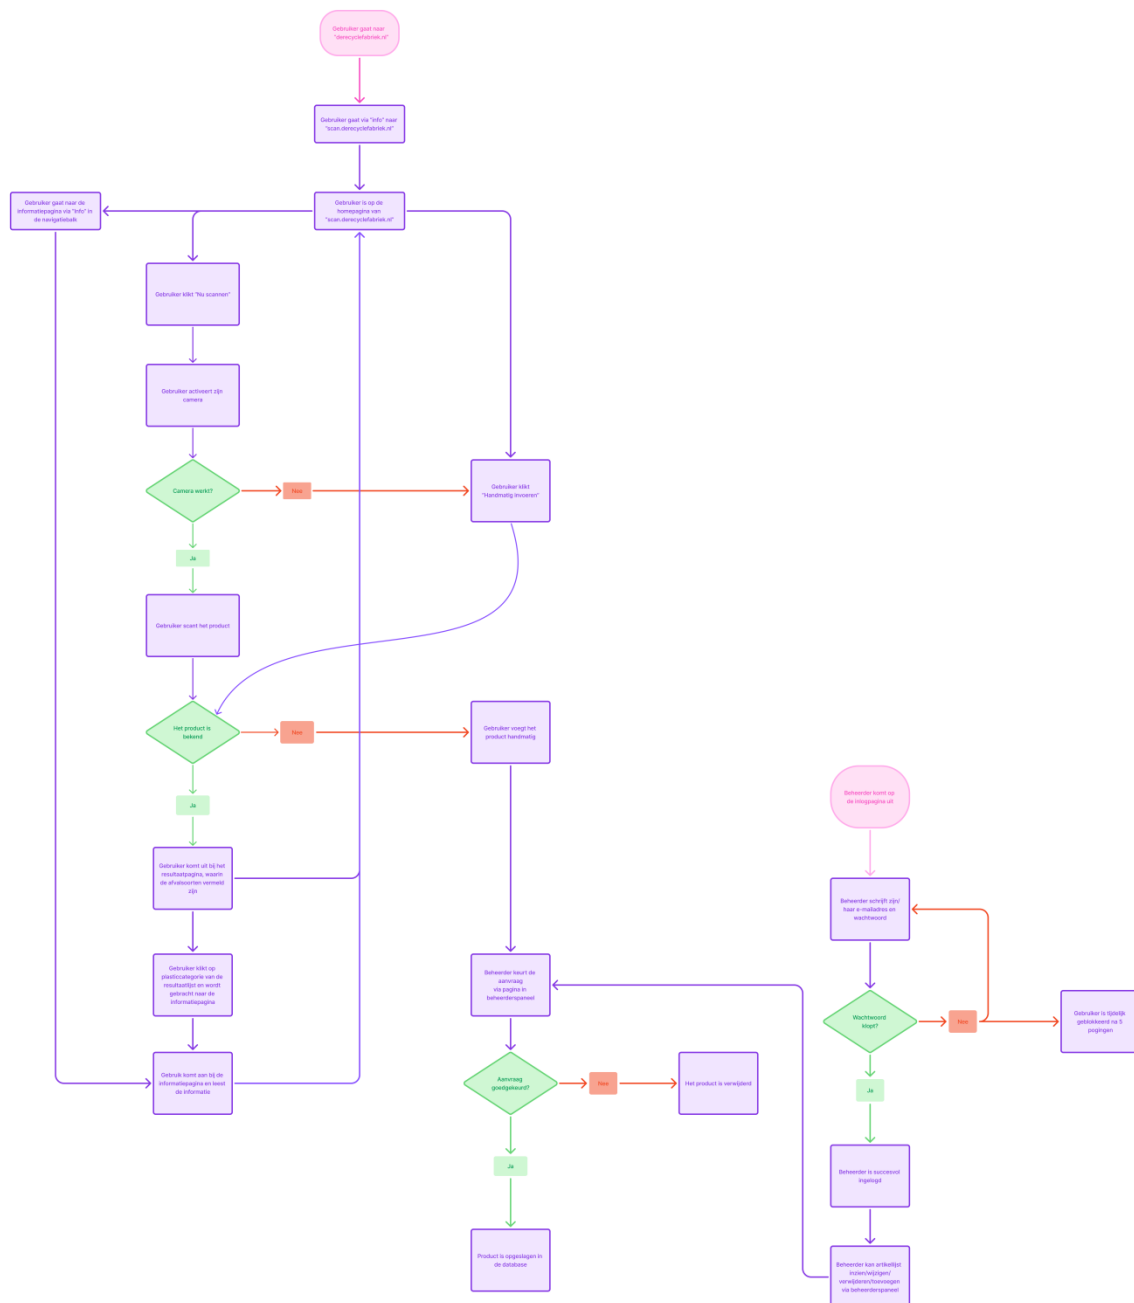 Gebruiker gaat naar
"derecyclefabriek.nl"
Gebruiker gaat via "info" naar
"scan.derecyclefabriek.nl"
Gebruiker gaat naar de
informatiepagina via "info" in
de navigatiebalk
Gebruiker is op de
homepagina van
"scan.derecyclefabriek.nl"
Gebruiker klikt "Nu scannen"
Gebruiker activeert zijn
camera
Camera werkt?
Nee
Gebruiker klikt
"Handmatig invoeren"
Ja
Gebruiker scant het product
Het product is
bekend
Nee
Gebruiker voegt het
product handmatig
Ja
Gebruiker komt uit bij het
resultaatpagina, waarin
de afvalsoorten vermeld
zijn
Gebruiker klikt op
plasticcategorie van de
resultaatlijst en wordt
gebracht naar de
informatiepagina
Gebruik komt aan bij de
informatiepagina en leest
de informatie
Beheerder keurt de
aanvraag
via pagina in
beheerderspaneel
Aanvraag
goedgekeurd?
Nee
Het product is verwijderd
Ja
Product is opgeslagen in
de database
Beheerder komt op
de inlogpagina uit
Beheerder schrijft zijn/
haar e-mailadres en
wachtwoord
Wachtwoord
klopt?
Nee
Gebruiker is tijdelijk
geblokkeerd na 5
pogingen
Ja
Beheerder is succesvol
ingelogd
Beheerder kan artikellijst
inzien/wijzigen/
verwijderen/toevoegen
via beheerderspaneel